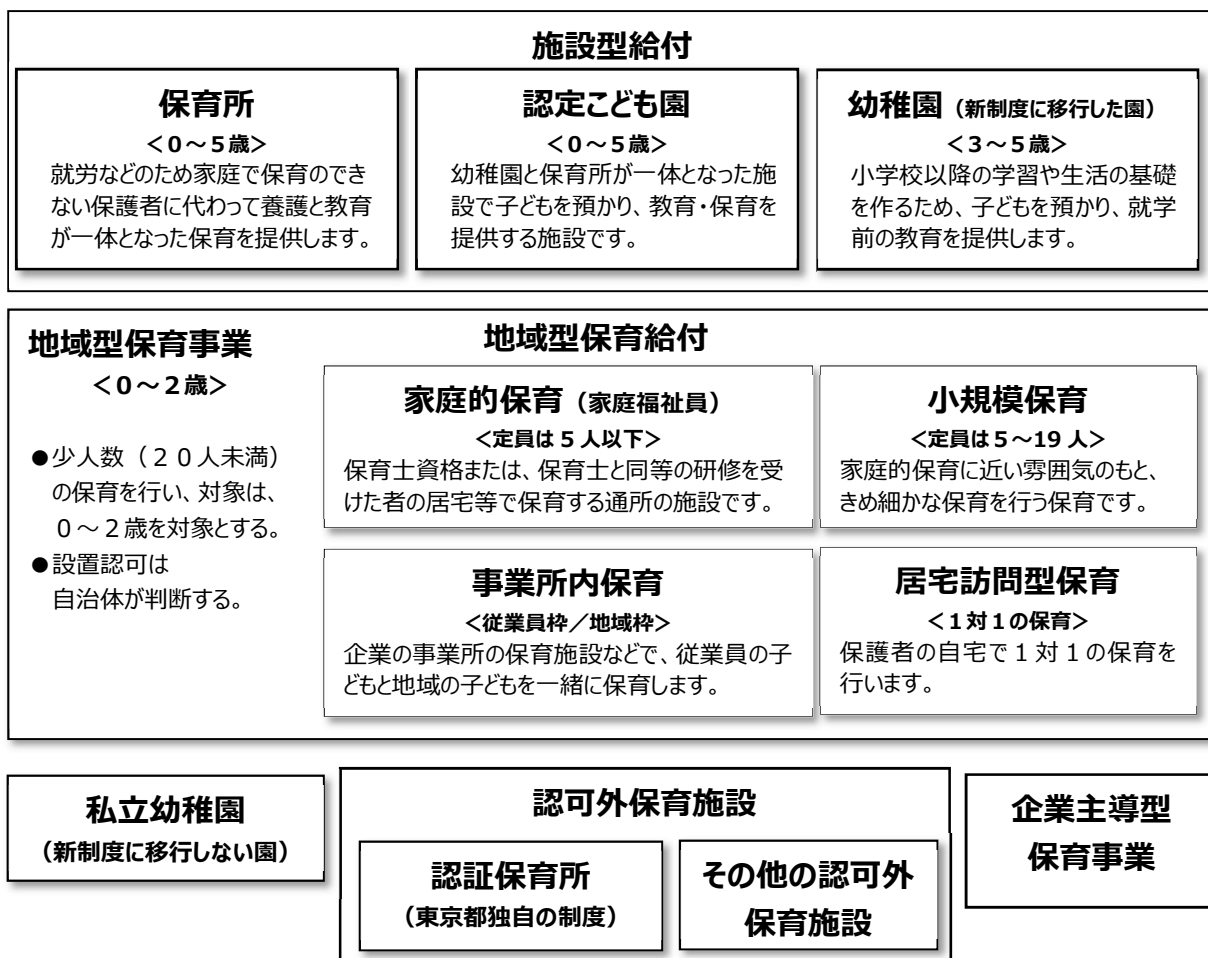 施設型給付
保育所
＜０～５歳＞
就労などのため家庭で保育のでき
ない保護者に代わって養護と教育
が一体となった保育を提供します。
認定こども園
＜０～５歳＞
幼稚園と保育所が一体となった施
設で子どもを預かり、教育・保育を
提供する施設です。
幼稚園（新制度に移行した園）
＜３～５歳＞
小学校以降の学習や生活の基礎
を作るため、子どもを預かり、就学
前の教育を提供します。
地域型保育事業
＜０～２歳＞
●少人数（２０人未満）
の保育を行い、対象は、
０～２歳を対象とする。
●設置認可は
自治体が判断する。
地域型保育給付
家庭的保育（家庭福祉員）
＜定員は５人以下＞
保育士資格または、保育士と同等の研修を受
けた者の居宅等で保育する通所の施設です。
小規模保育
＜定員は５～19 人＞
家庭的保育に近い雰囲気のもと、
きめ細かな保育を行う保育です。
事業所内保育
＜従業員枠／地域枠＞
企業の事業所の保育施設などで、従業員の子
どもと地域の子どもを一緒に保育します。
居宅訪問型保育
＜１対１の保育＞
保護者の自宅で１対１の保育を
行います。
私立幼稚園
（新制度に移行しない園）
認可外保育施設
認証保育所
（東京都独自の制度）
その他の認可外
保育施設
企業主導型
保育事業